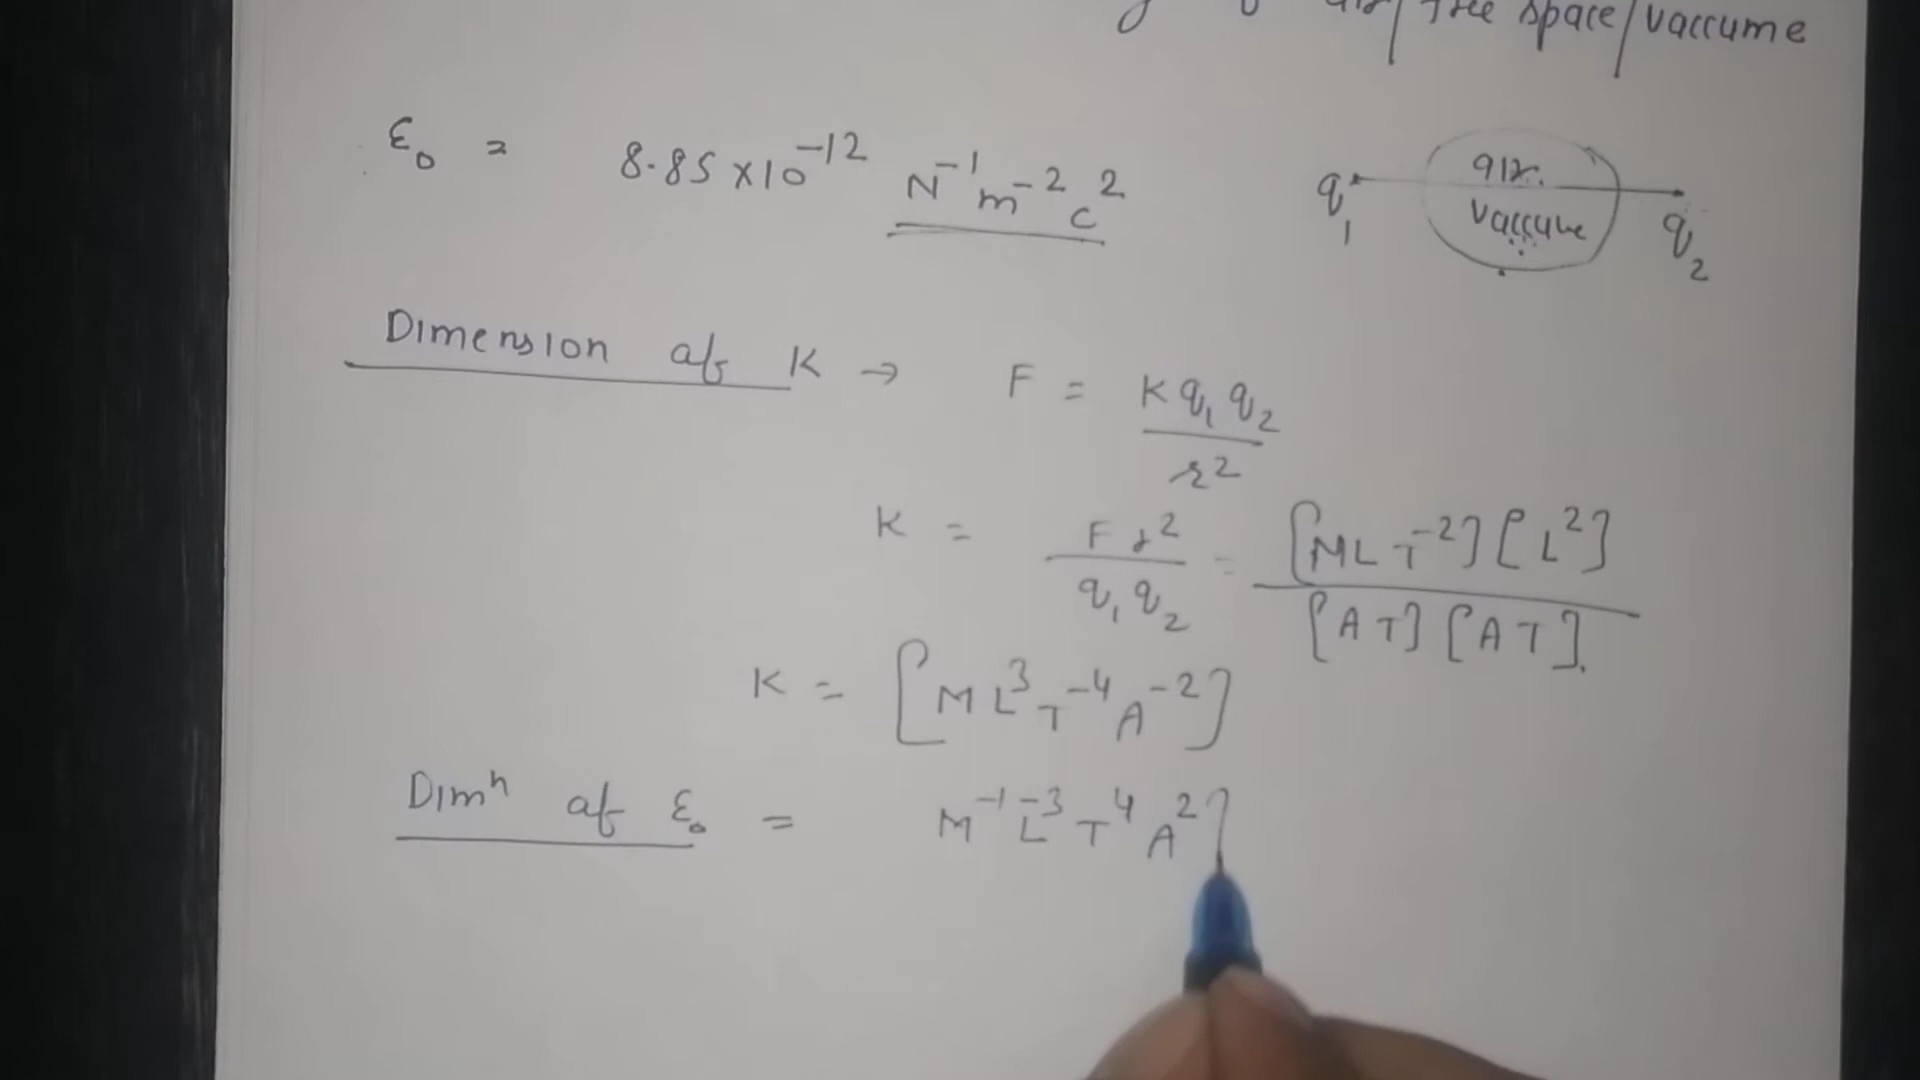 free space/vaccume
ε₀ = 8.85 ×10⁻¹² N⁻¹ m⁻² C²
air
q₁ vaccume q₂
Dimension of K → F = K q₁ q₂ / r²
K = F r² / q₁ q₂ = [M L T⁻²] [L²] / [A T] [A T]
K = [M L³ T⁻⁴ A⁻²]
Dimⁿ of ε₀ = M⁻¹ L⁻³ T⁴ A²]